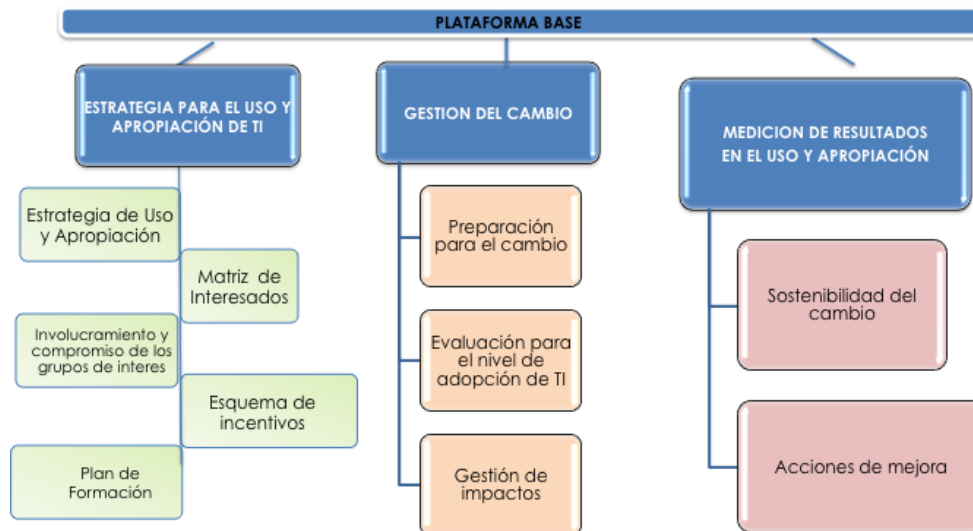 PLATAFORMA BASE
ESTRATEGIA PARA EL USO Y
APROPIACIÓN DE TI
Estrategia de Uso
y Apropiación
Matriz de
Interesados
Involucramiento y
compromiso de los
grupos de interes
Esquema de
incentivos
Plan de
Formación
GESTION DEL CAMBIO
Preparación
para el cambio
Evaluación para
el nivel de
adopción de TI
Gestión de
impactos
MEDICION DE RESULTADOS
EN EL USO Y APROPIACIÓN
Sostenibilidad del
cambio
Acciones de mejora